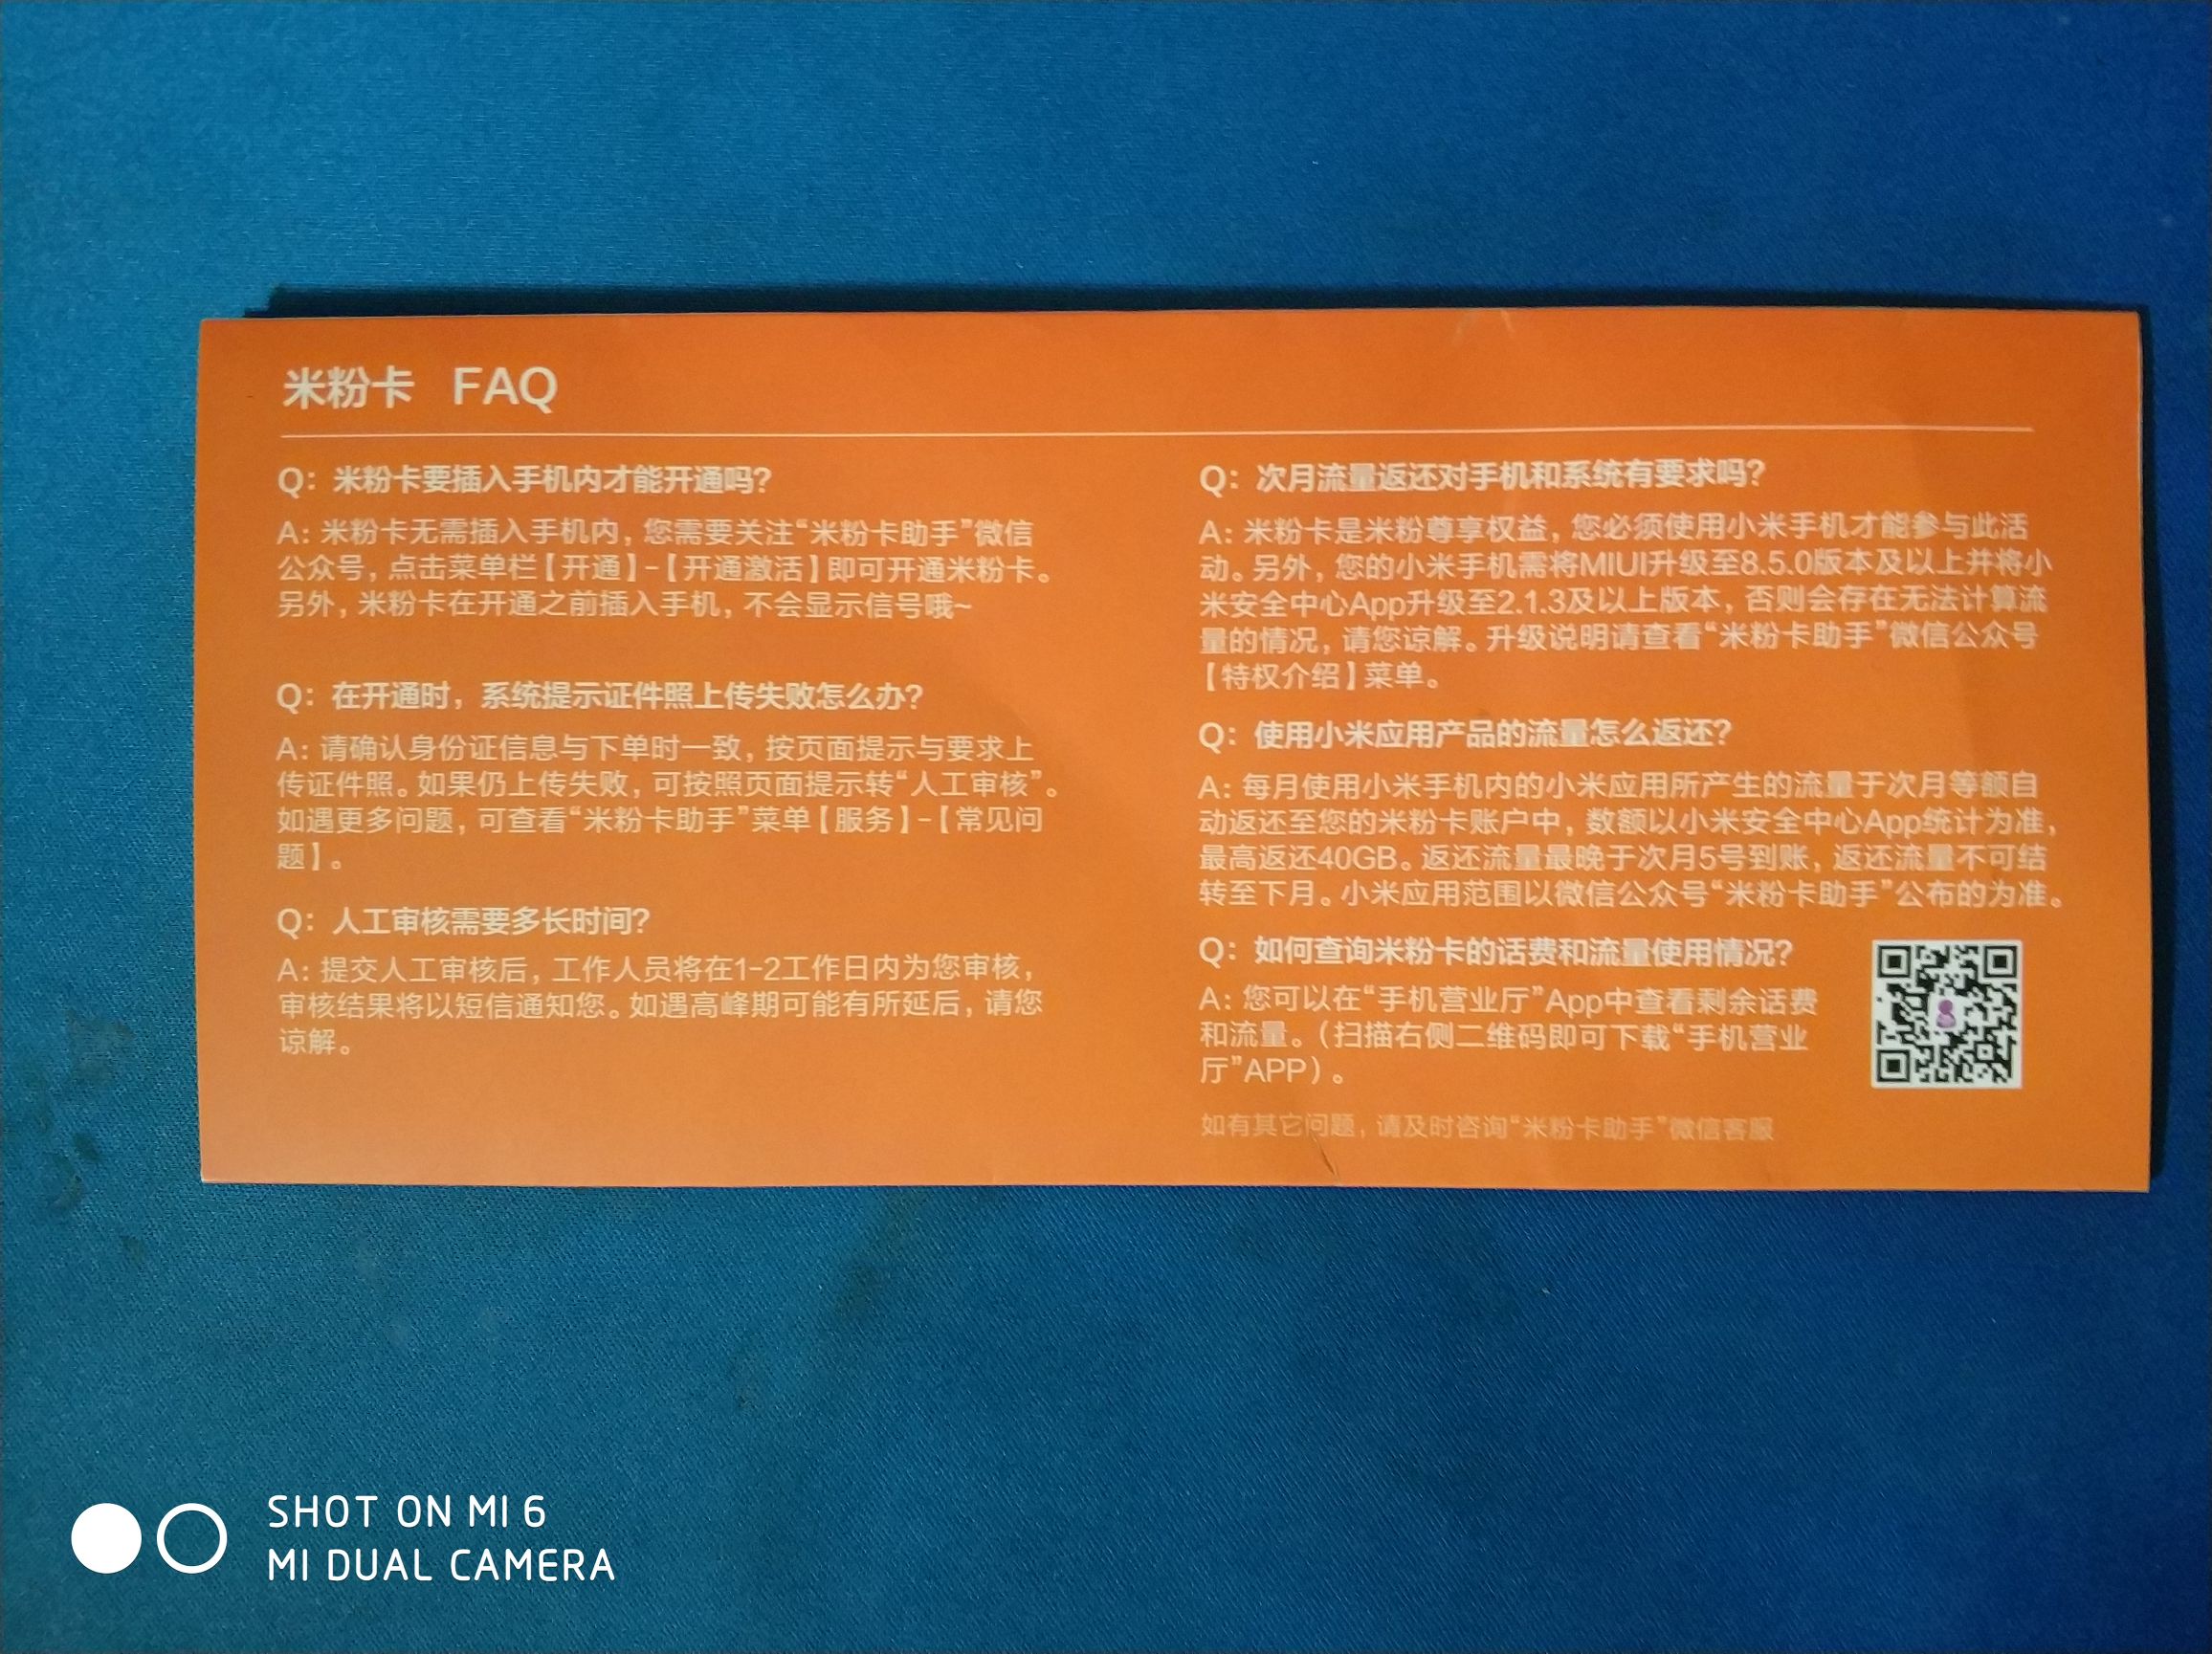 米粉卡 FAQ
Q：米粉卡要插入手机内才能开通吗？
A：米粉卡无需插入手机内，您需要关注“米粉卡助手”微信
公众号，点击菜单栏【开通】-【开通激活】即可开通米粉卡。
另外，米粉卡在开通之前插入手机，不会显示信号哦~
Q：在开通时，系统提示证件照上传失败怎么办？
A：请确认身份证信息与下单时一致，按页面提示与要求上
传证件照。如果仍上传失败，可按照页面提示转“人工审核”。
如遇更多问题，可查看“米粉卡助手”菜单【服务】-【常见问
题】。
Q：人工审核需要多长时间？
A：提交人工审核后，工作人员将在1-2工作日内为您审核，
审核结果将以短信通知您。如遇高峰期可能有所延后，请您
谅解。
Q：次月流量返还对手机和系统有要求吗？
A：米粉卡是米粉尊享权益，您必须使用小米手机才能参与此活
动。另外，您的小米手机需将MIUI升级至8.5.0版本及以上并将小
米安全中心App升级至2.1.3及以上版本，否则会存在无法计算流
量的情况，请您谅解。升级说明请查看“米粉卡助手”微信公众号
【特权介绍】菜单。
Q：使用小米应用产品的流量怎么返还？
A：每月使用小米手机内的小米应用所产生的流量于次月等额自
动返还至您的米粉卡账户中，数额以小米安全中心App统计为准，
最高返还40GB。返还流量最晚于次月5号到账，返还流量不可结
转至下月。小米应用范围以微信公众号“米粉卡助手”公布的为准。
Q：如何查询米粉卡的话费和流量使用情况？
A：您可以在“手机营业厅”App中查看剩余话费
和流量。（扫描右侧二维码即可下载“手机营业
厅”APP）。
如有其它问题，请及时咨询“米粉卡助手”微信客服
SHOT ON MI 6
MI DUAL CAMERA